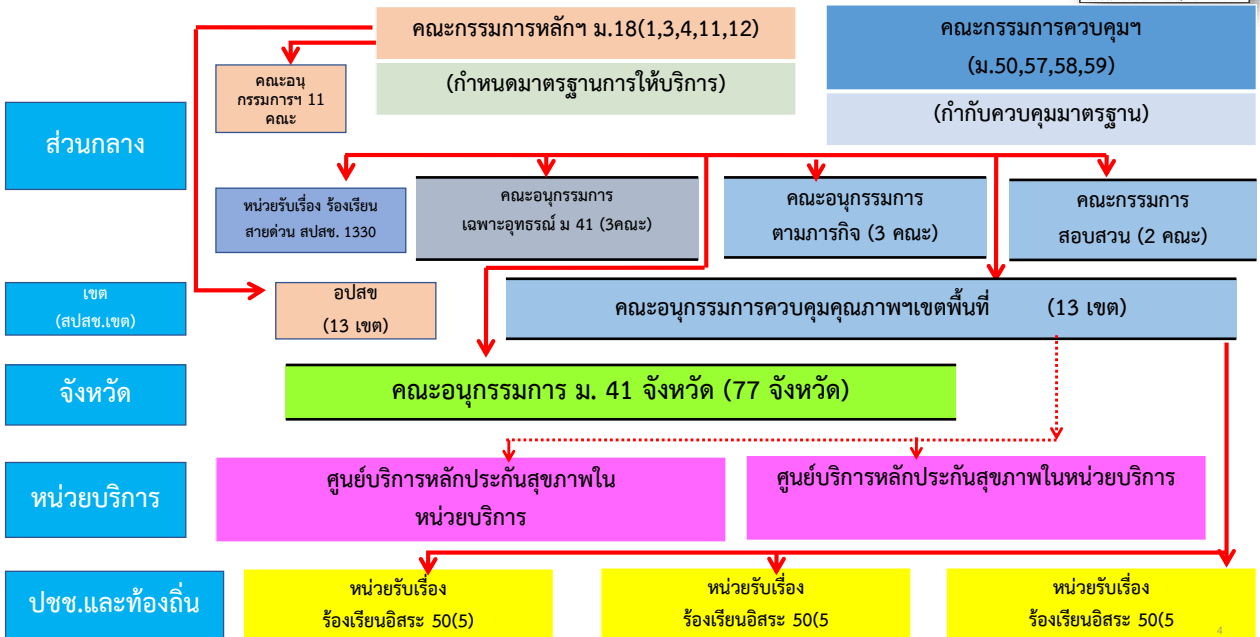 คณะกรรมการหลักฯ ม.18(1,3,4,11,12)
(กำหนดมาตรฐานการให้บริการ)
คณะกรรมการควบคุมฯ
(ม.50,57,58,59)
(กำกับควบคุมมาตรฐาน)
คณะอนุ
กรรมการฯ 11
คณะ
ส่วนกลาง
หน่วยรับเรื่อง ร้องเรียน
สายด่วน สปสช. 1330
คณะอนุกรรมการ
เฉพาะอุทธรณ์ ม 41 (3คณะ)
คณะอนุกรรมการ
ตามภารกิจ (3 คณะ)
คณะกรรมการ
สอบสวน (2 คณะ)
เขต
(สปสช.เขต)
อปสข
(13 เขต)
คณะอนุกรรมการควบคุมคุณภาพฯเขตพื้นที่ (13 เขต)
จังหวัด
คณะอนุกรรมการ ม. 41 จังหวัด (77 จังหวัด)
หน่วยบริการ
ศูนย์บริการหลักประกันสุขภาพใน
หน่วยบริการ
ศูนย์บริการหลักประกันสุขภาพในหน่วยบริการ
ปชช.และท้องถิ่น
หน่วยรับเรื่อง
ร้องเรียนอิสระ 50(5)
หน่วยรับเรื่อง
ร้องเรียนอิสระ 50(5
หน่วยรับเรื่อง
ร้องเรียนอิสระ 50(5
4